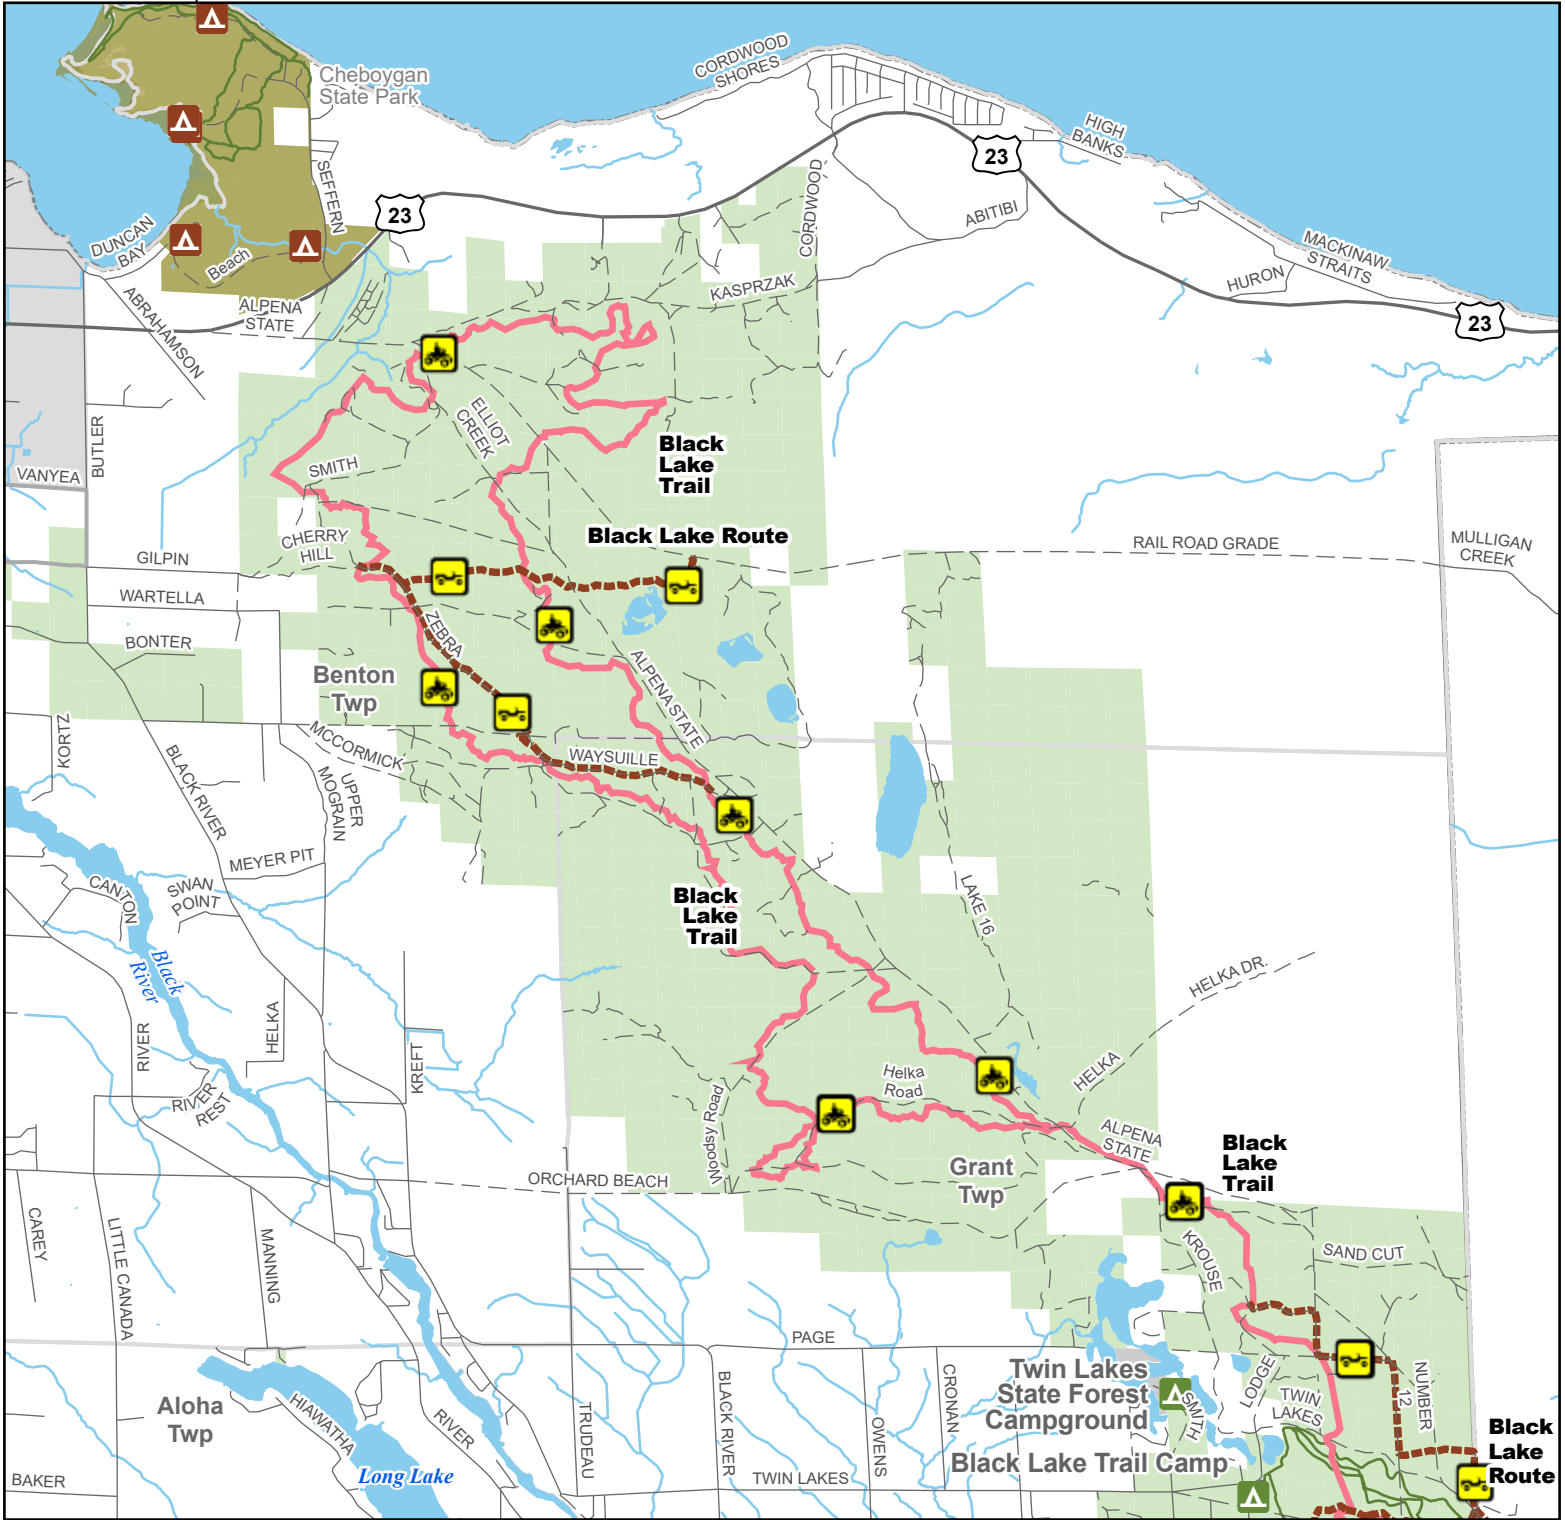 CORDWOOD
SHORES
Cheboygan
State Park
HIGH
BANKS
23
SEFFERN
23
CORDWOOD
ABITIBI
DUNCAN
BAY
Beach
MACKINAW
STRAITS
HURON
KASPRZAK
ABRAHAMSON
ALPENA
STATE
23
ELLIOT
CREEK
BUTLER
Black
Lake
Trail
SMITH
VANYEA
Black Lake Route
CHERRY
HILL
RAIL ROAD GRADE
MULLIGAN
CREEK
GILPIN
WARTELLA
ZEBRA
BONTER
Benton
Twp
ALPENA STATE
KORTZ
MCCORMICK
WAYSUILLE
BLACK RIVER
UPPER
MOGRAIN
MEYER PIT
SWAN
POINT
CANTON
Black
Lake
Trail
LAKE 16
Black
River
HELKA DR.
HELKA
RIVER
KREFT
RIVER
REST
Helka
Road
HELKA
Woodsy Road
ALPENA
STATE
Black
Lake
Trail
Grant
Twp
ORCHARD BEACH
CAREY
LITTLE CANADA
MANNING
KROUSE
SAND CUT
PAGE
Twin Lakes
State Forest
Campground
CRONAN
BLACK RIVER
LODGE
TWIN
LAKES
NUMBER
12
SMITH
Aloha
Twp
HIAWATHA
RIVER
TRUDEAU
OWENS
Black
Lake
Route
Black Lake Trail Camp
Long Lake
TWIN LAKES
BAKER